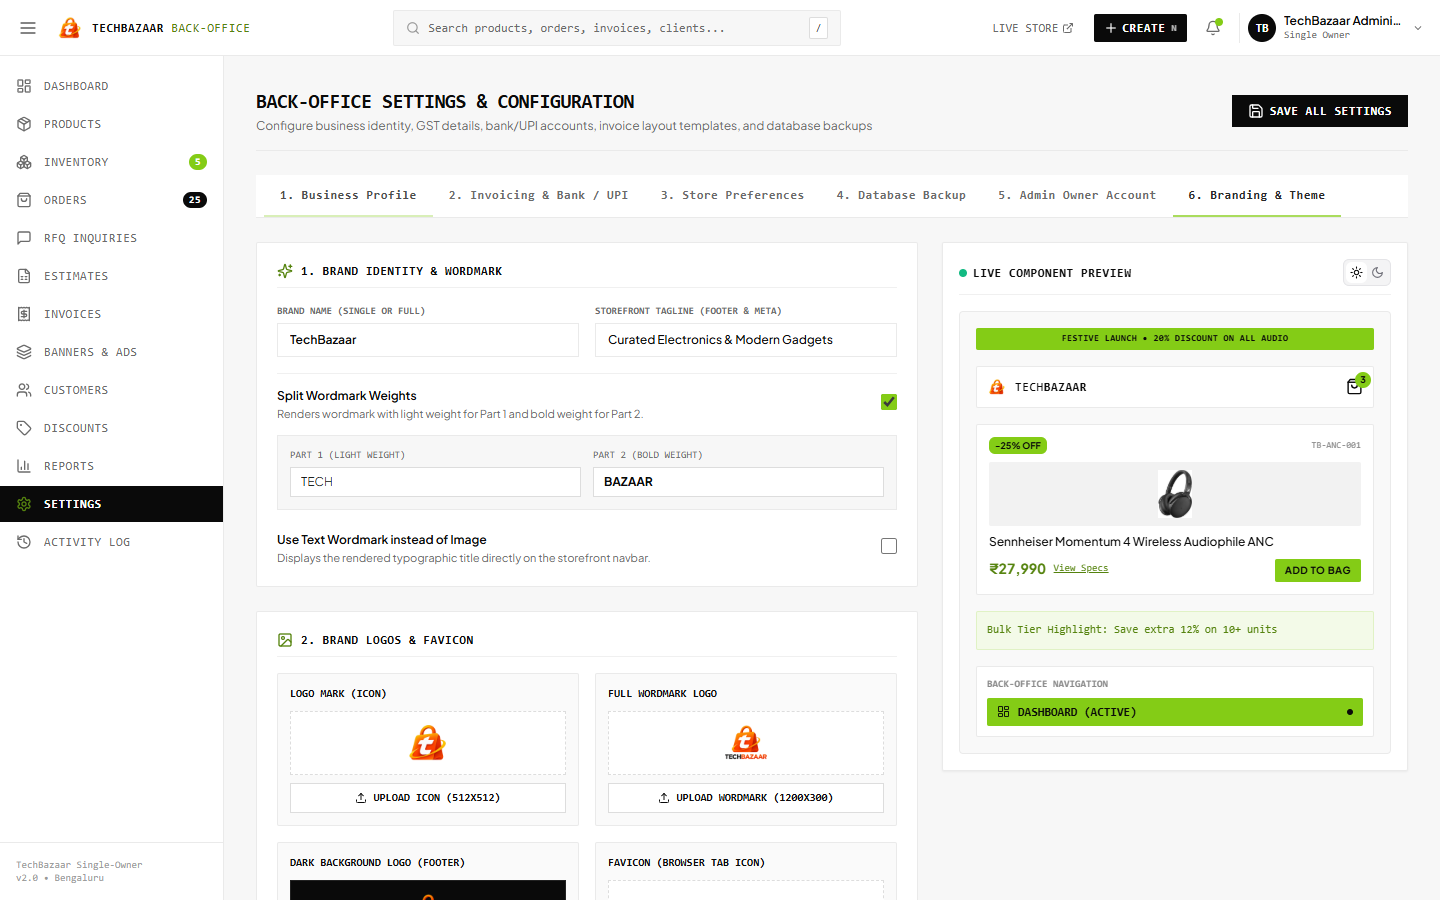 TECHBAZAAR BACK-OFFICE
Search products, orders, invoices, clients...
/
LIVE STORE
CREATE N
TB
TechBazaar Admini...
Single Owner
DASHBOARD
PRODUCTS
INVENTORY
5
ORDERS
25
RFQ INQUIRIES
ESTIMATES
INVOICES
BANNERS & ADS
CUSTOMERS
DISCOUNTS
REPORTS
SETTINGS
ACTIVITY LOG
TechBazaar Single-Owner
v2.0 • Bengaluru
BACK-OFFICE SETTINGS & CONFIGURATION
Configure business identity, GST details, bank/UPI accounts, invoice layout templates, and database backups
SAVE ALL SETTINGS
1. Business Profile
2. Invoicing & Bank / UPI
3. Store Preferences
4. Database Backup
5. Admin Owner Account
6. Branding & Theme
1. BRAND IDENTITY & WORDMARK
BRAND NAME (SINGLE OR FULL)
TechBazaar
STOREFRONT TAGLINE (FOOTER & META)
Curated Electronics & Modern Gadgets
Split Wordmark Weights
Renders wordmark with light weight for Part 1 and bold weight for Part 2.
PART 1 (LIGHT WEIGHT)
TECH
PART 2 (BOLD WEIGHT)
BAZAAR
Use Text Wordmark instead of Image
Displays the rendered typographic title directly on the storefront navbar.
2. BRAND LOGOS & FAVICON
LOGO MARK (ICON)
t
UPLOAD ICON (512X512)
FULL WORDMARK LOGO
t
TECHBAZAAR
UPLOAD WORDMARK (1200X300)
DARK BACKGROUND LOGO (FOOTER)
FAVICON (BROWSER TAB ICON)
LIVE COMPONENT PREVIEW
FESTIVE LAUNCH • 20% DISCOUNT ON ALL AUDIO
TECHBAZAAR
3
-25% OFF
TB-ANC-001
Sennheiser Momentum 4 Wireless Audiophile ANC
₹27,990 View Specs
ADD TO BAG
Bulk Tier Highlight: Save extra 12% on 10+ units
BACK-OFFICE NAVIGATION
DASHBOARD (ACTIVE)